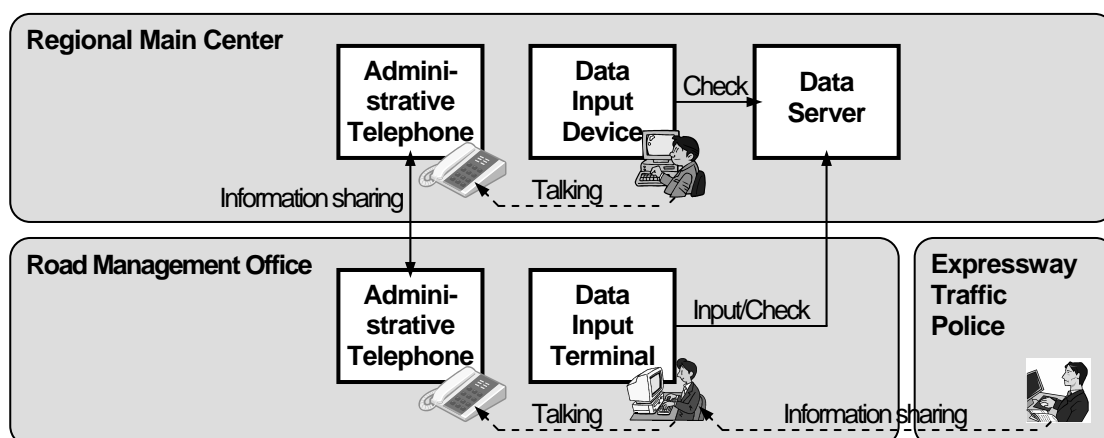 Regional Main Center
Admini-
strative
Telephone
Data
Input
Device
Check
Data
Server
Talking
Information sharing
Road Management Office
Admini-
strative
Telephone
Data
Input
Terminal
Input/Check
Talking
Information sharing
Expressway
Traffic
Police